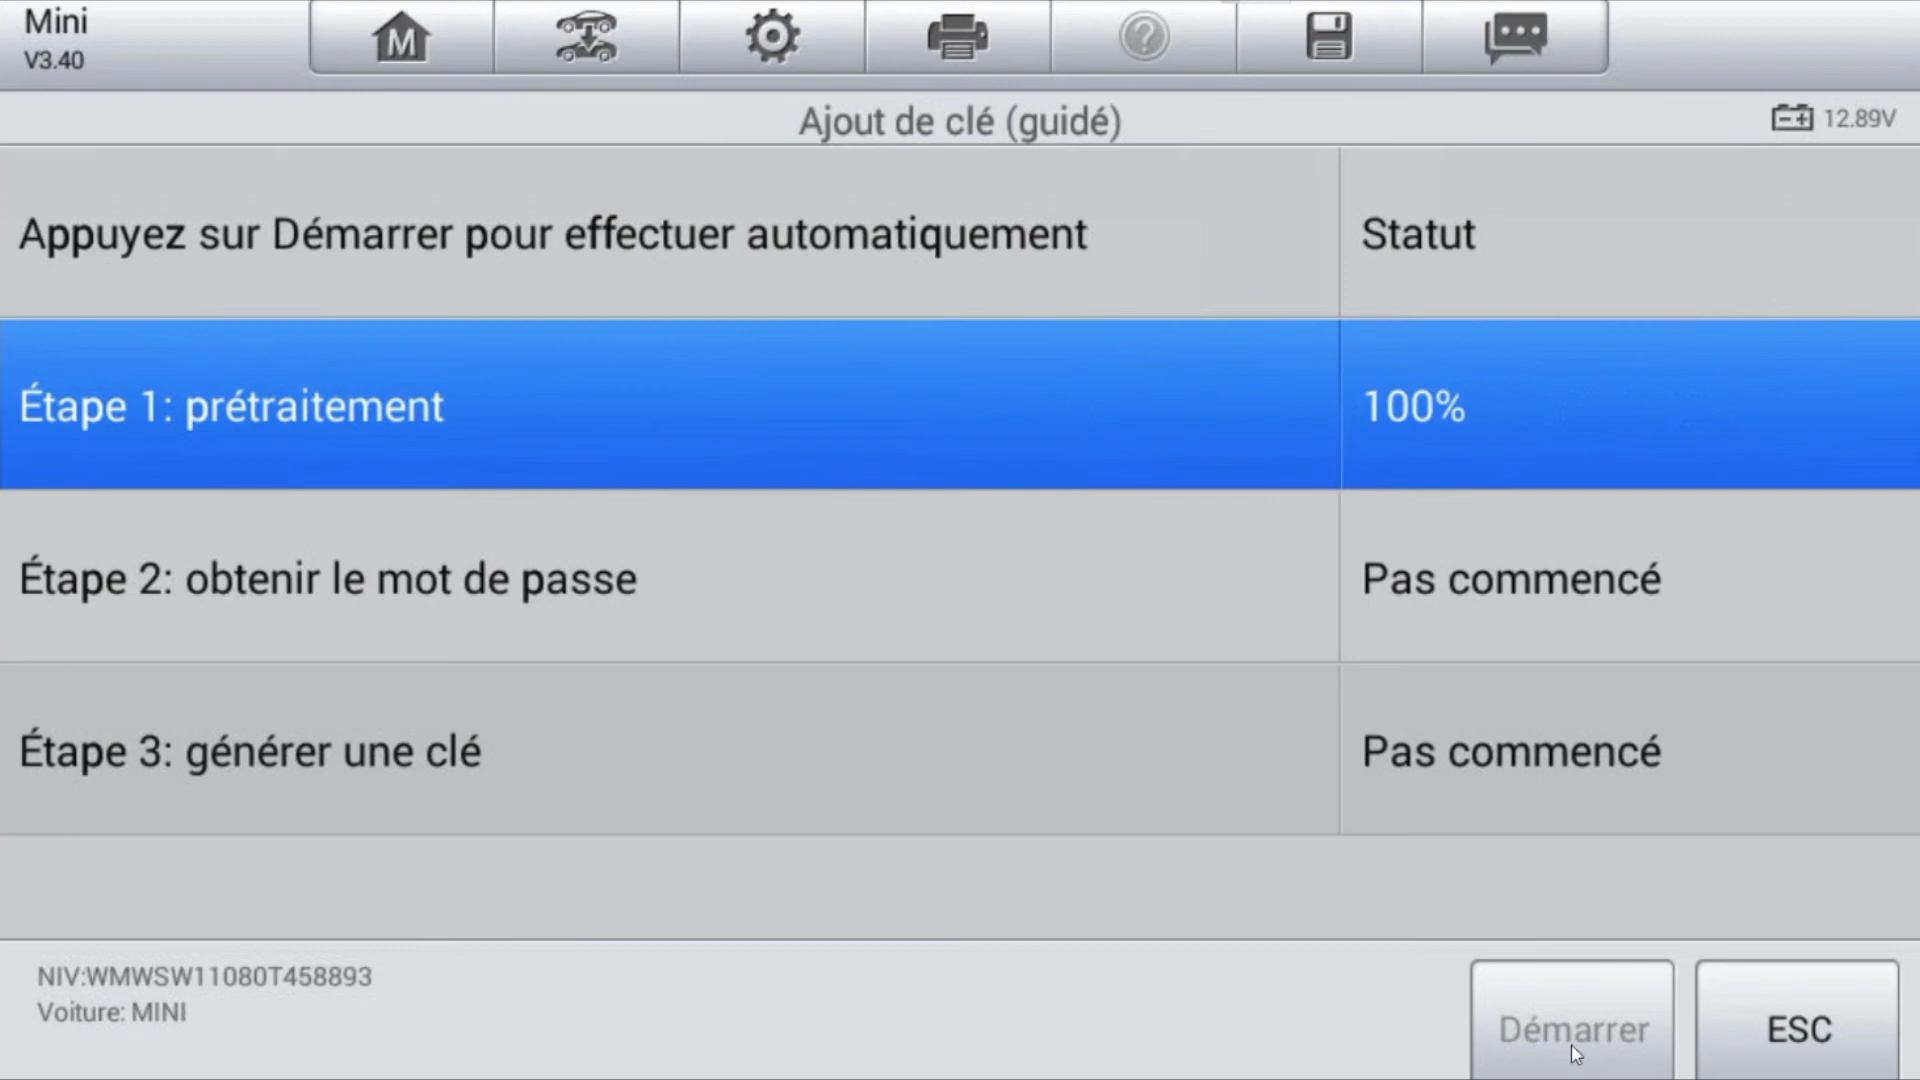 Mini
V3.40
M
Ajout de clé (guidé)
12.89V
Appuyez sur Démarrer pour effectuer automatiquement
Statut
Étape 1: prétraitement
100%
Étape 2: obtenir le mot de passe
Pas commencé
Étape 3: générer une clé
Pas commencé
NIV:WMWSW11080T458893
Voiture: MINI
Démarrer
ESC